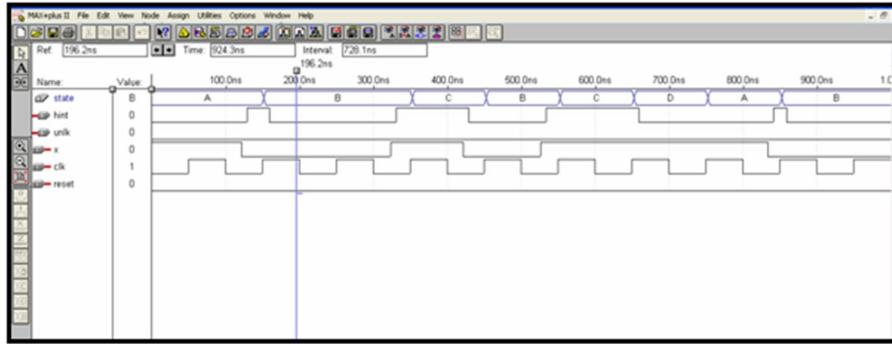 MAX+plus II File Edit View Node Assign Utilities Options Window Help
Ref: 196.2ns Time: 924.3ns Interval: 728.1ns
196.2ns
Name: Value: 100.0ns 200.0ns 300.0ns 400.0ns 500.0ns 600.0ns 700.0ns 800.0ns 900.0ns 1.0
state B A B C B C D A B
hint 0
unlk 0
x 0
clk 1
reset 0